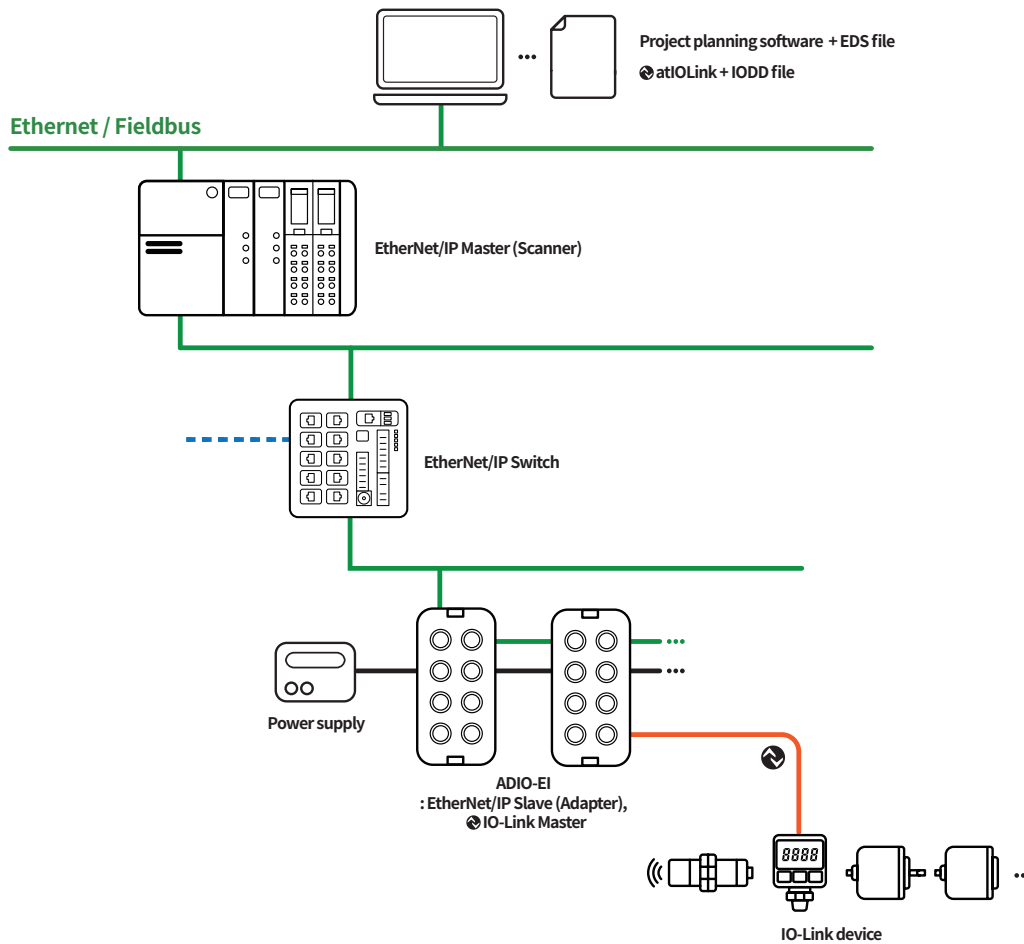 Project planning software + EDS file
atIOLink + IODD file
Ethernet / Fieldbus
EtherNet/IP Master (Scanner)
EtherNet/IP Switch
Power supply
ADIO-EI
: EtherNet/IP Slave (Adapter),
IO-Link Master
8888
IO-Link device